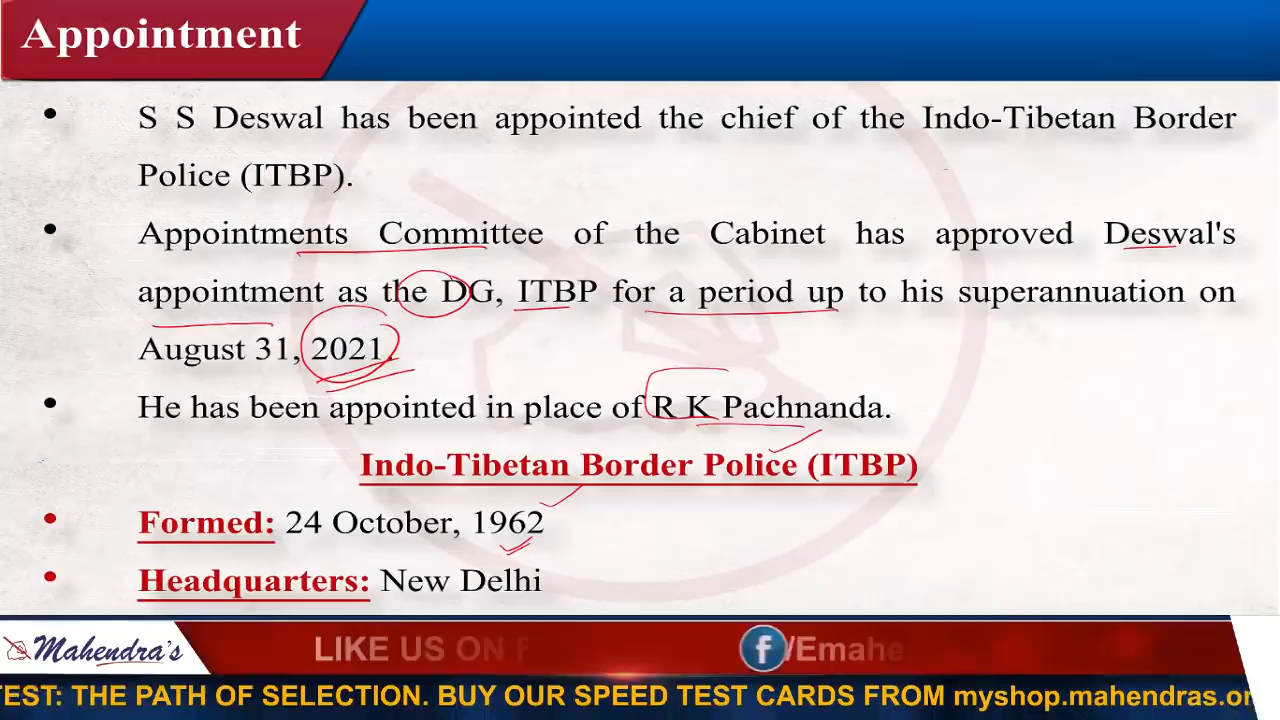 Appointment
• S S Deswal has been appointed the chief of the Indo-Tibetan Border
Police (ITBP).
• Appointments Committee of the Cabinet has approved Deswal's
appointment as the DG, ITBP for a period up to his superannuation on
August 31, 2021.
• He has been appointed in place of R K Pachnanda.
Indo-Tibetan Border Police (ITBP)
• Formed: 24 October, 1962
• Headquarters: New Delhi
Mahendra's
LIKE US ON F
f/Emahe
TEST: THE PATH OF SELECTION. BUY OUR SPEED TEST CARDS FROM myshop.mahendras.or